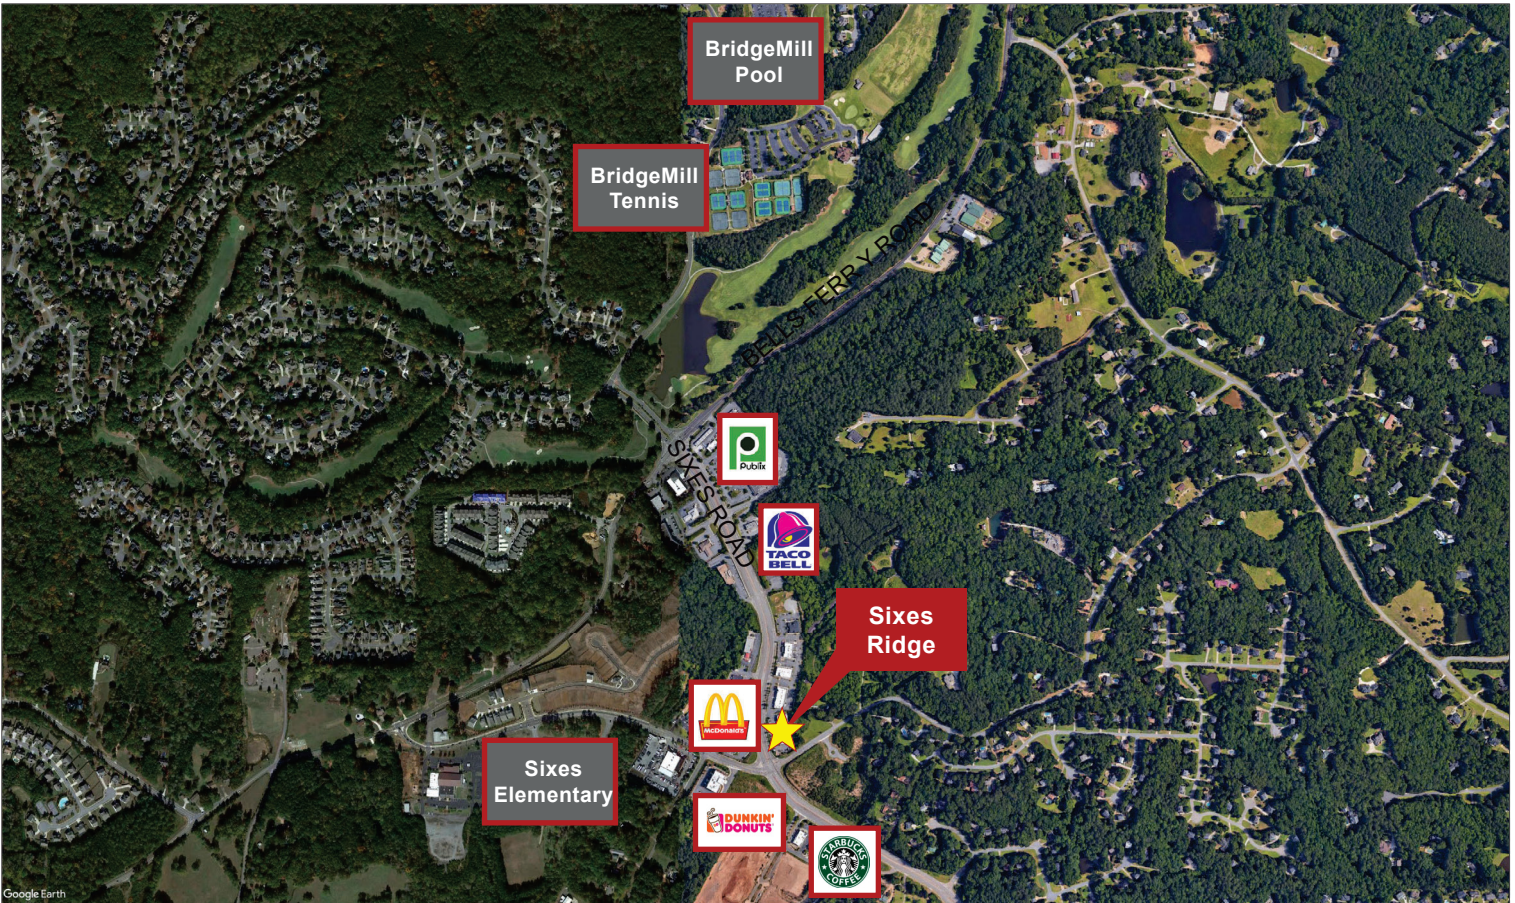 BridgeMill
Pool
BridgeMill
Tennis
BELLS FERRY ROAD
Publix
SIXES ROAD
TACO
BELL
Sixes
Ridge
McDonald's
Sixes
Elementary
DUNKIN'
DONUTS
STARBUCKS
COFFEE
Google Earth